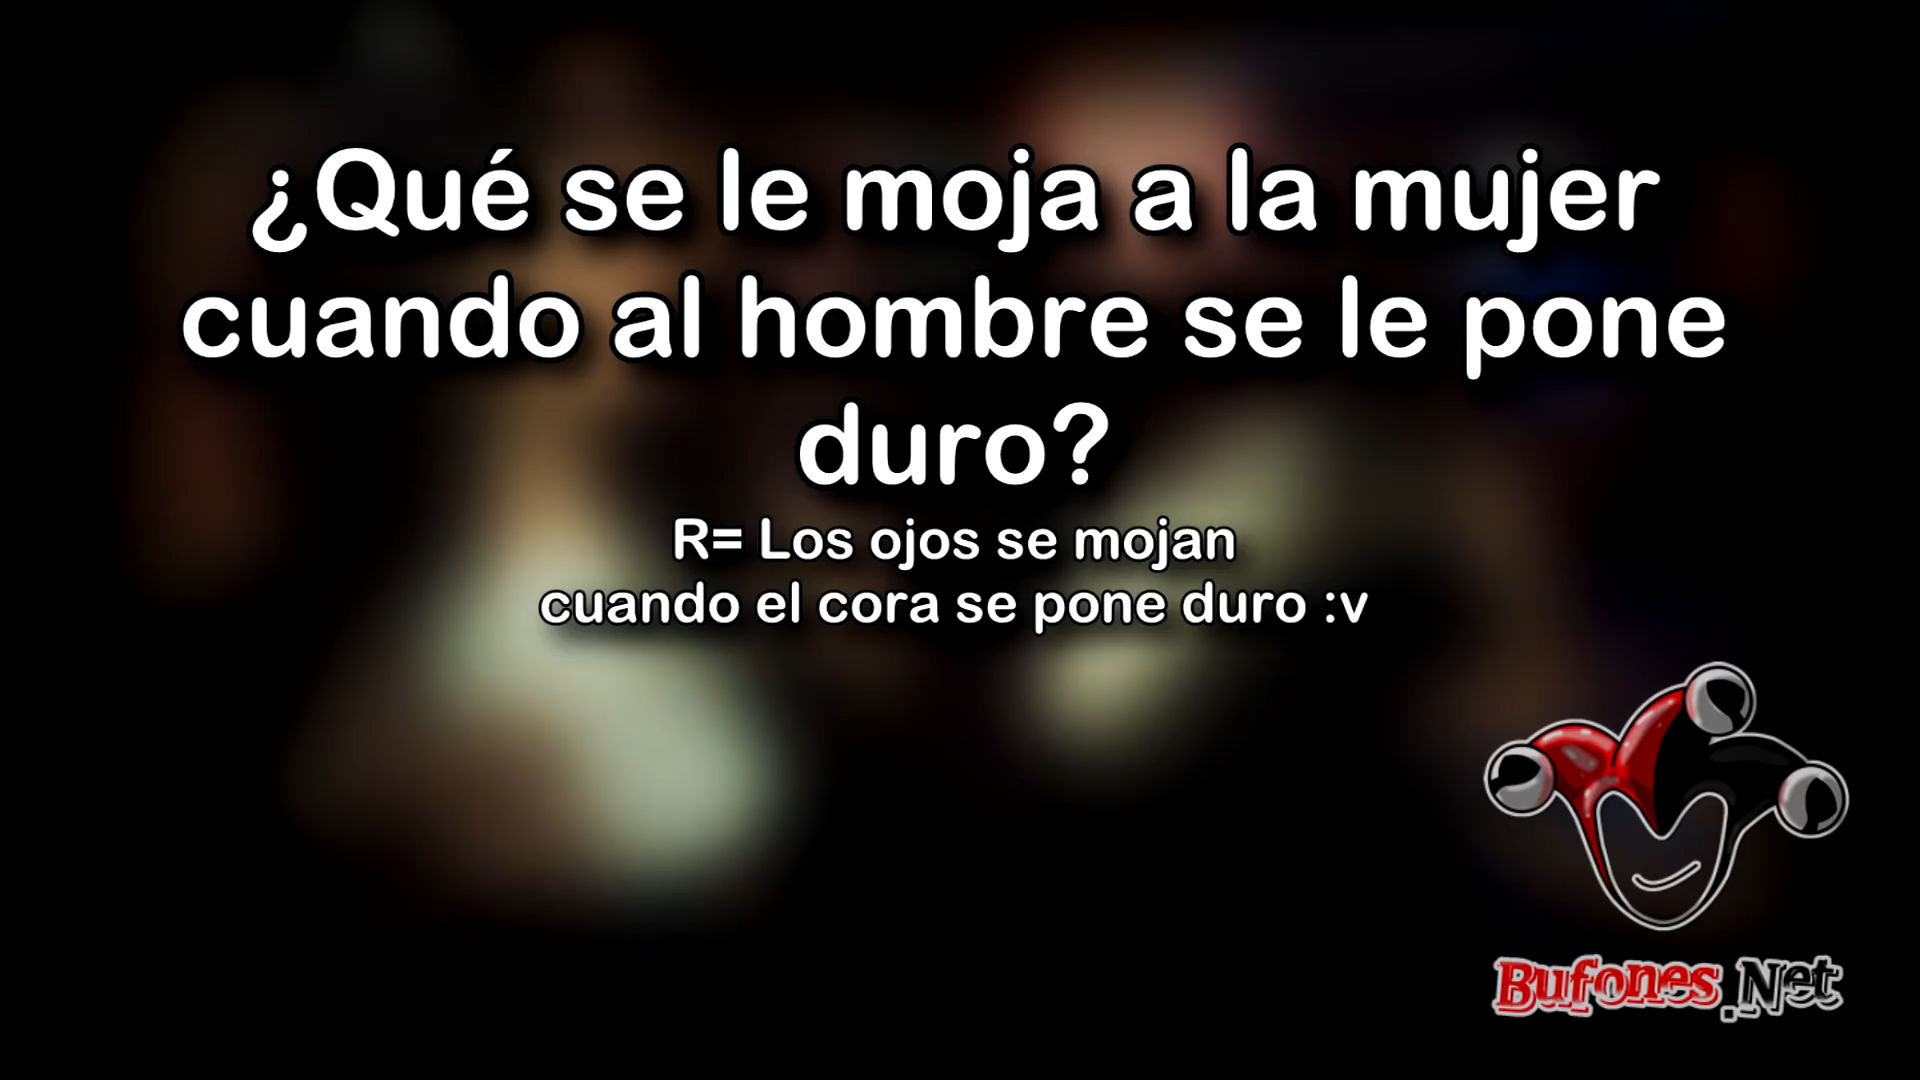 ¿Qué se le moja a la mujer
cuando al hombre se le pone
duro?
R= Los ojos se mojan
cuando el cora se pone duro :v
Bufones.Net